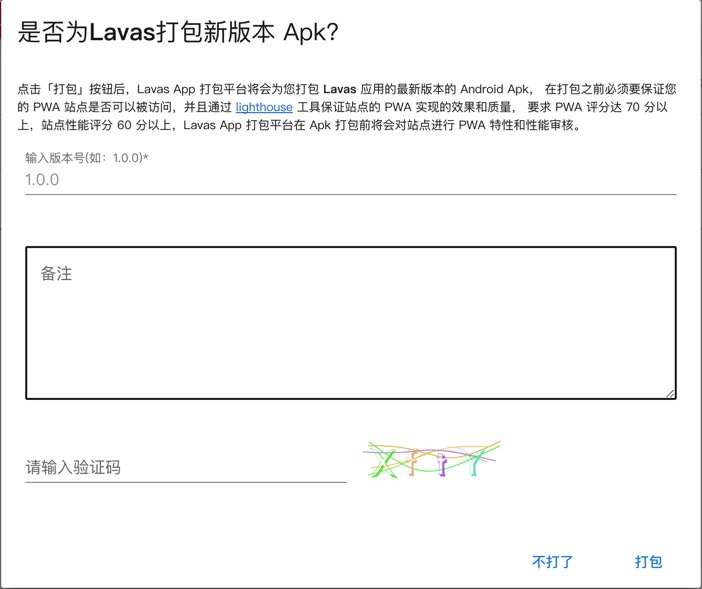 是否为Lavas打包新版本 Apk?
点击「打包」按钮后，Lavas App 打包平台将会为您打包 Lavas 应用的最新版本的 Android Apk， 在打包之前必须要保证您
的 PWA 站点是否可以被访问，并且通过 lighthouse 工具保证站点的 PWA 实现的效果和质量， 要求 PWA 评分达 70 分以
上，站点性能评分 60 分以上，Lavas App 打包平台在 Apk 打包前将会对站点进行 PWA 特性和性能审核。
输入版本号(如：1.0.0)*
1.0.0
备注
请输入验证码
不打了 打包